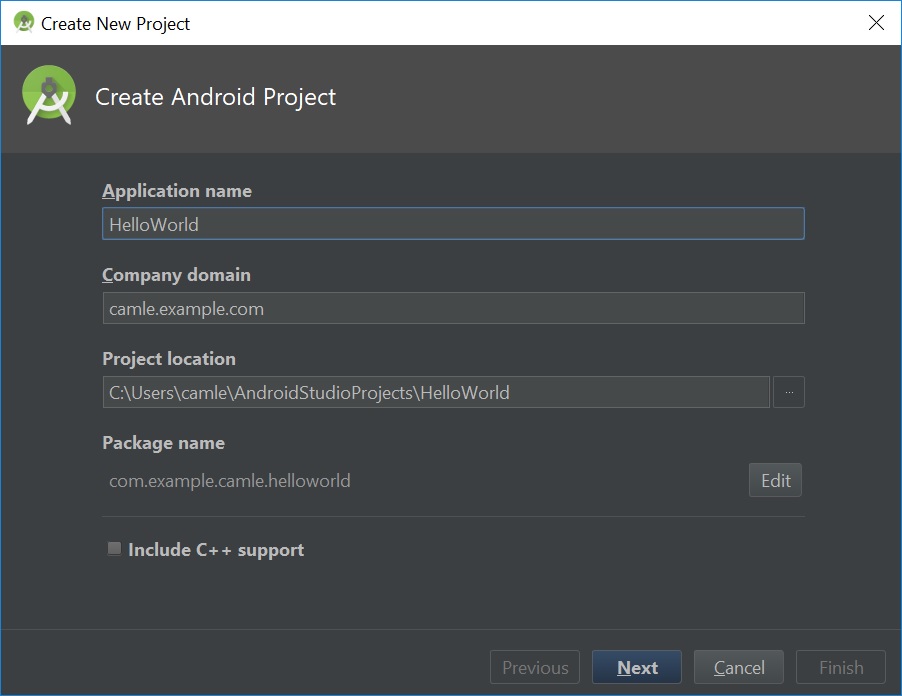 Create New Project
Create Android Project
Application name
HelloWorld
Company domain
camle.example.com
Project location
C:\Users\camle\AndroidStudioProjects\HelloWorld
...
Package name
com.example.camle.helloworld
Edit
Include C++ support
Previous
Next
Cancel
Finish